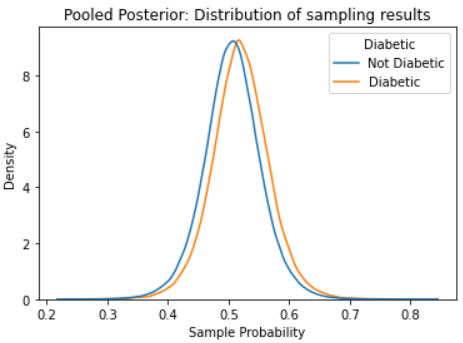 Pooled Posterior: Distribution of sampling results
Diabetic
Not Diabetic
Diabetic
Density
8
6
4
2
0
0.2 0.3 0.4 0.5 0.6 0.7 0.8
Sample Probability